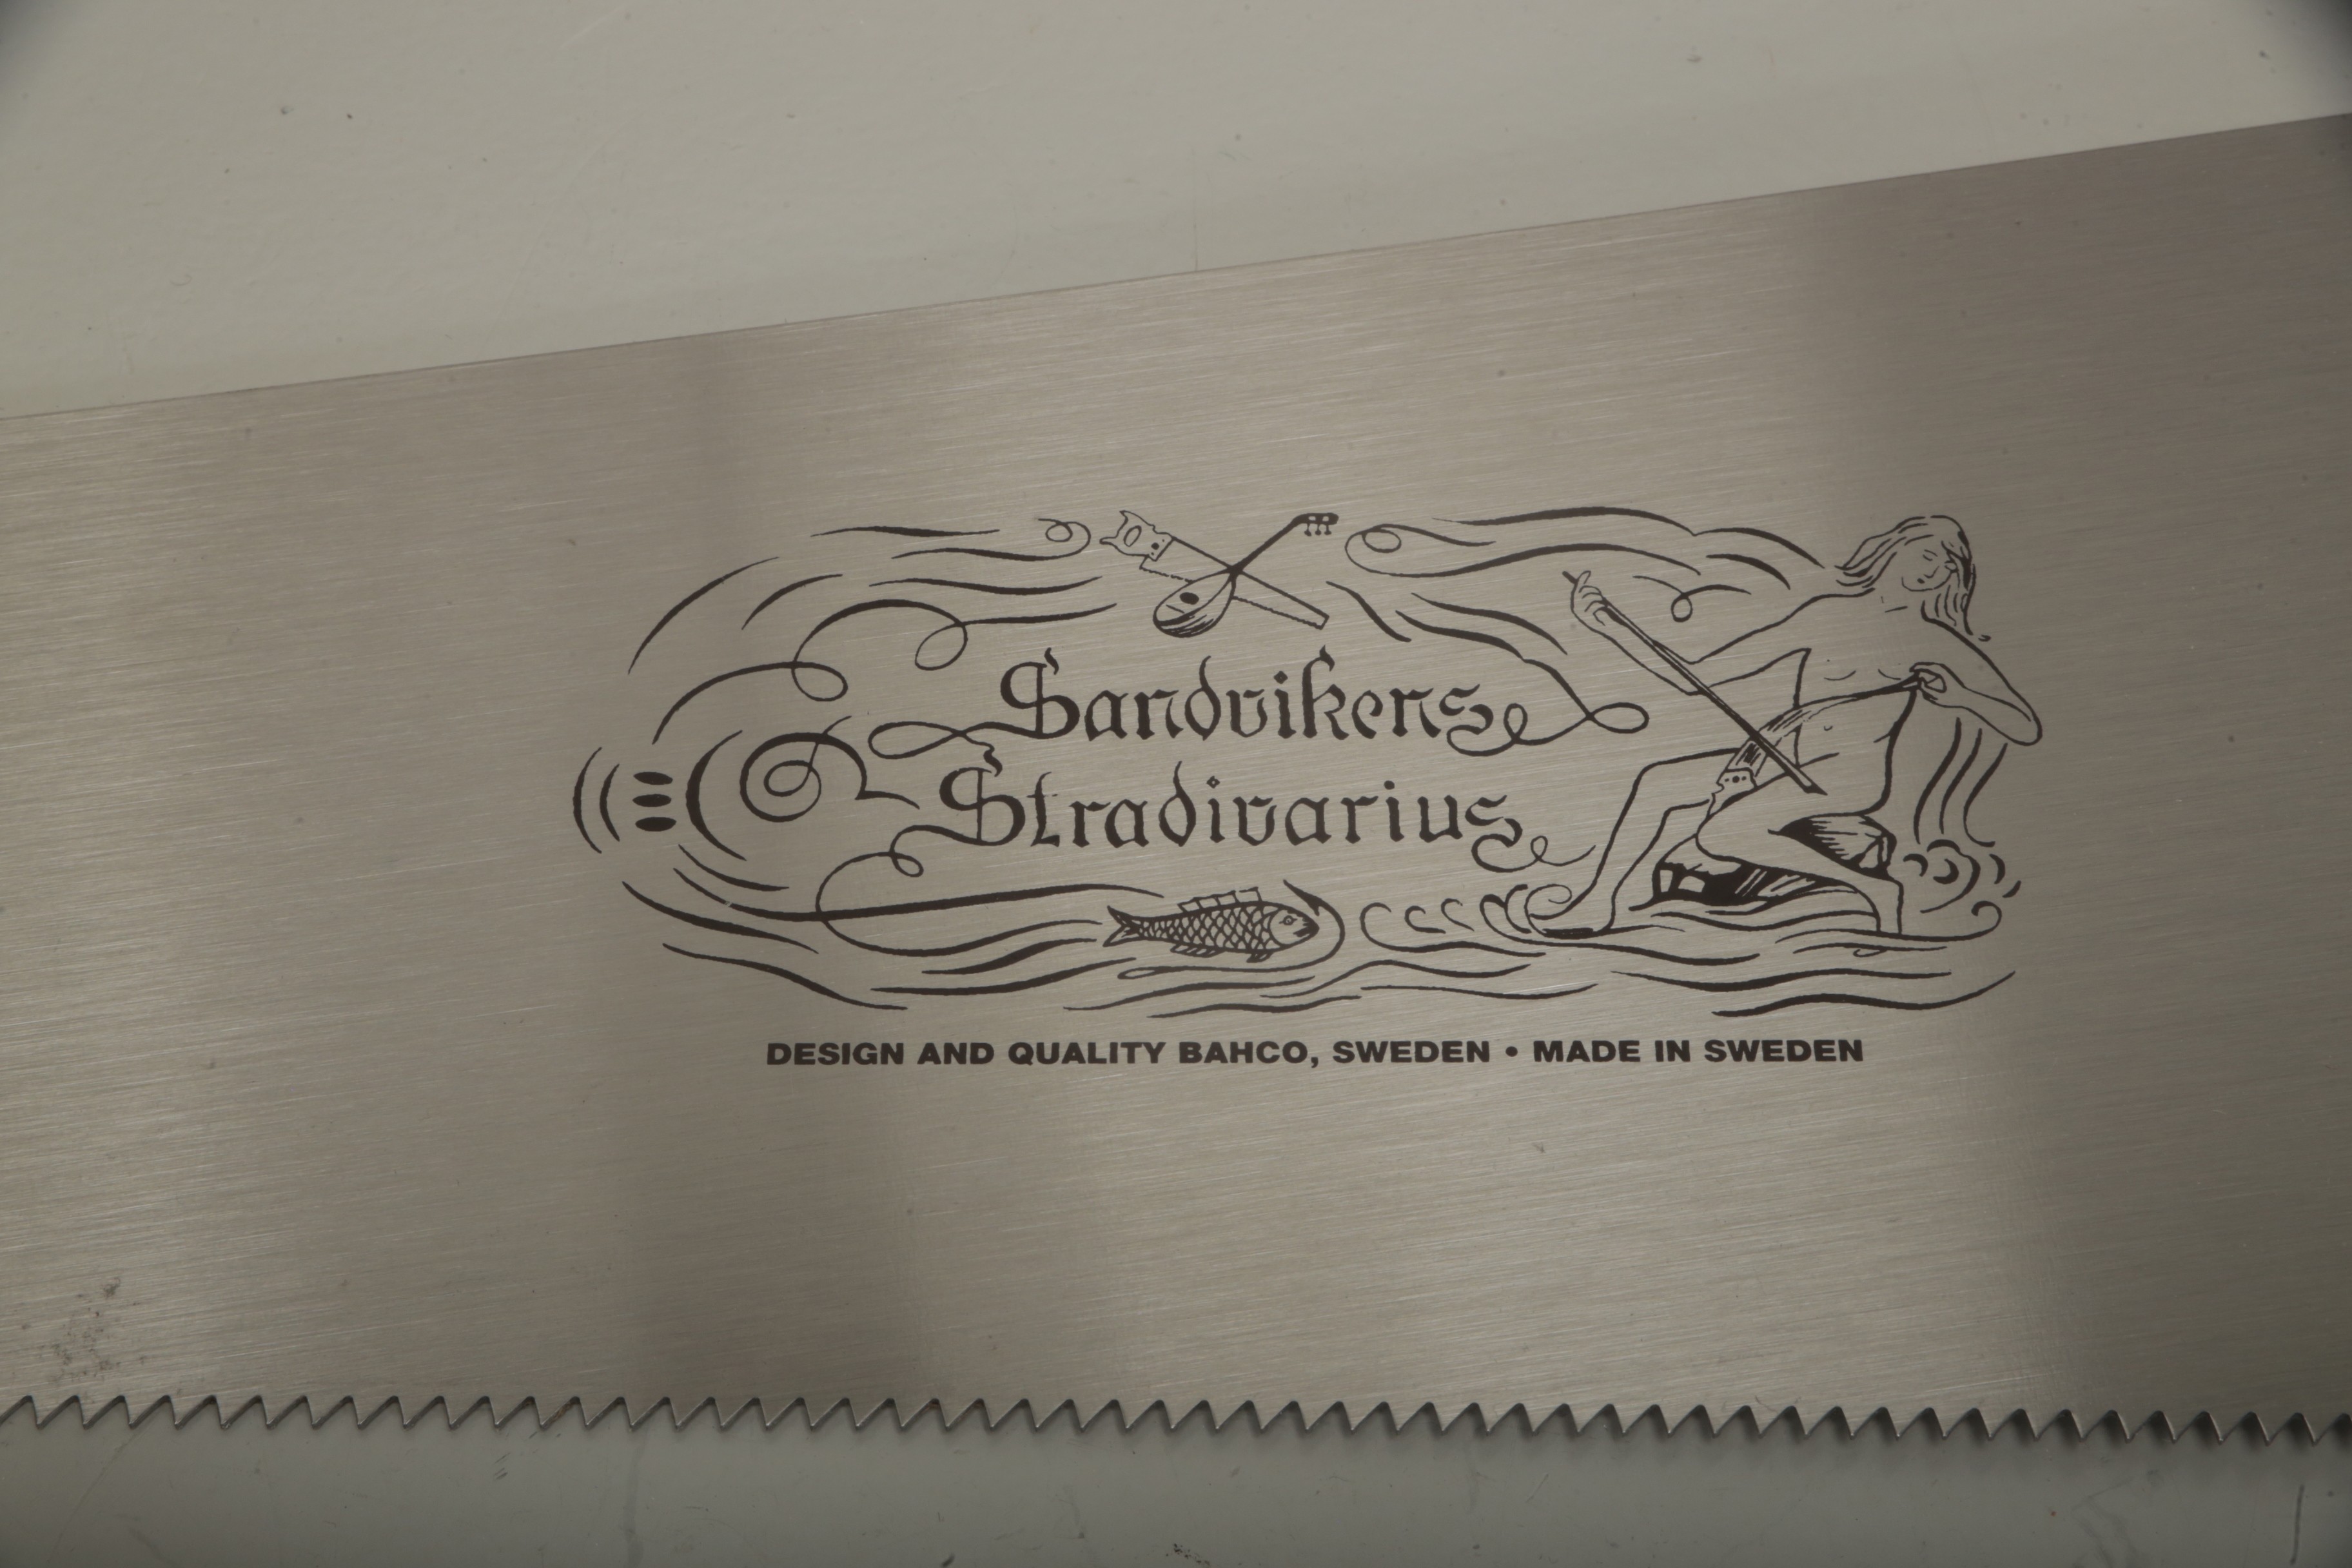 Sandvikens
Stradivarius
DESIGN AND QUALITY BAHCO, SWEDEN • MADE IN SWEDEN